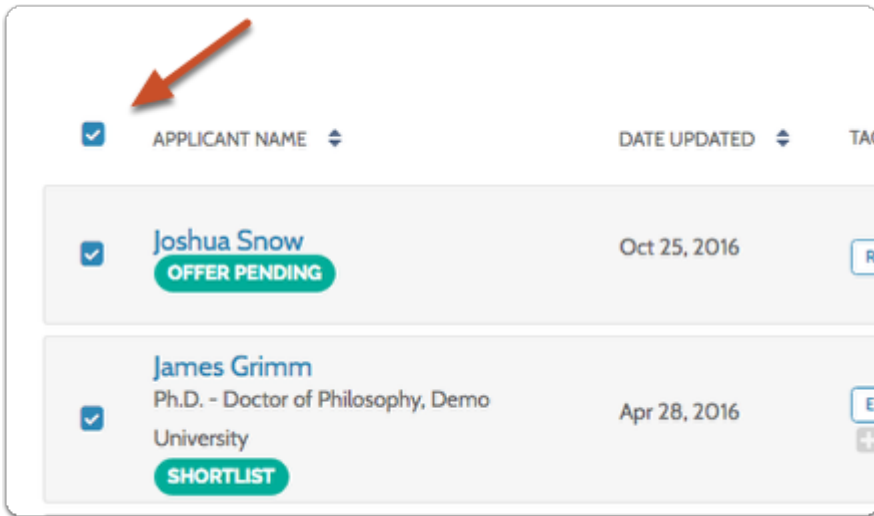 APPLICANT NAME DATE UPDATED
Joshua Snow
OFFER PENDING
Oct 25, 2016
James Grimm
Ph.D. - Doctor of Philosophy, Demo
University
SHORTLIST
Apr 28, 2016